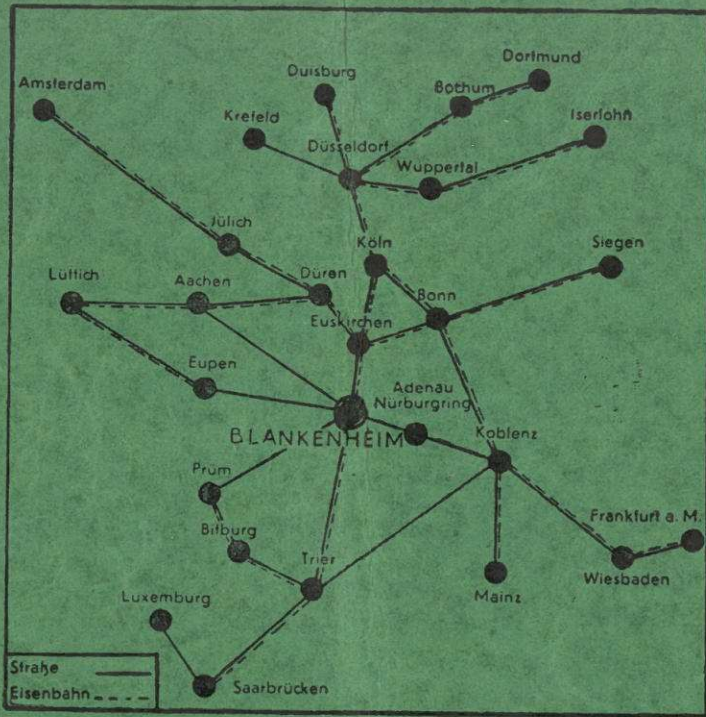 Dortmund
Duisburg
Amsterdam
Bochum
Krefeld
Iserlohn
Düsseldorf
Wuppertal
Jülich
Köln
Siegen
Lüttich
Aachen
Düren
Bonn
Euskirchen
Eupen
Adenau
Nürburgring
BLANKENHEIM
Koblenz
Prüm
Frankfurt a. M.
Bitburg
Trier
Wiesbaden
Luxemburg
Mainz
Straße
Eisenbahn
Saarbrücken